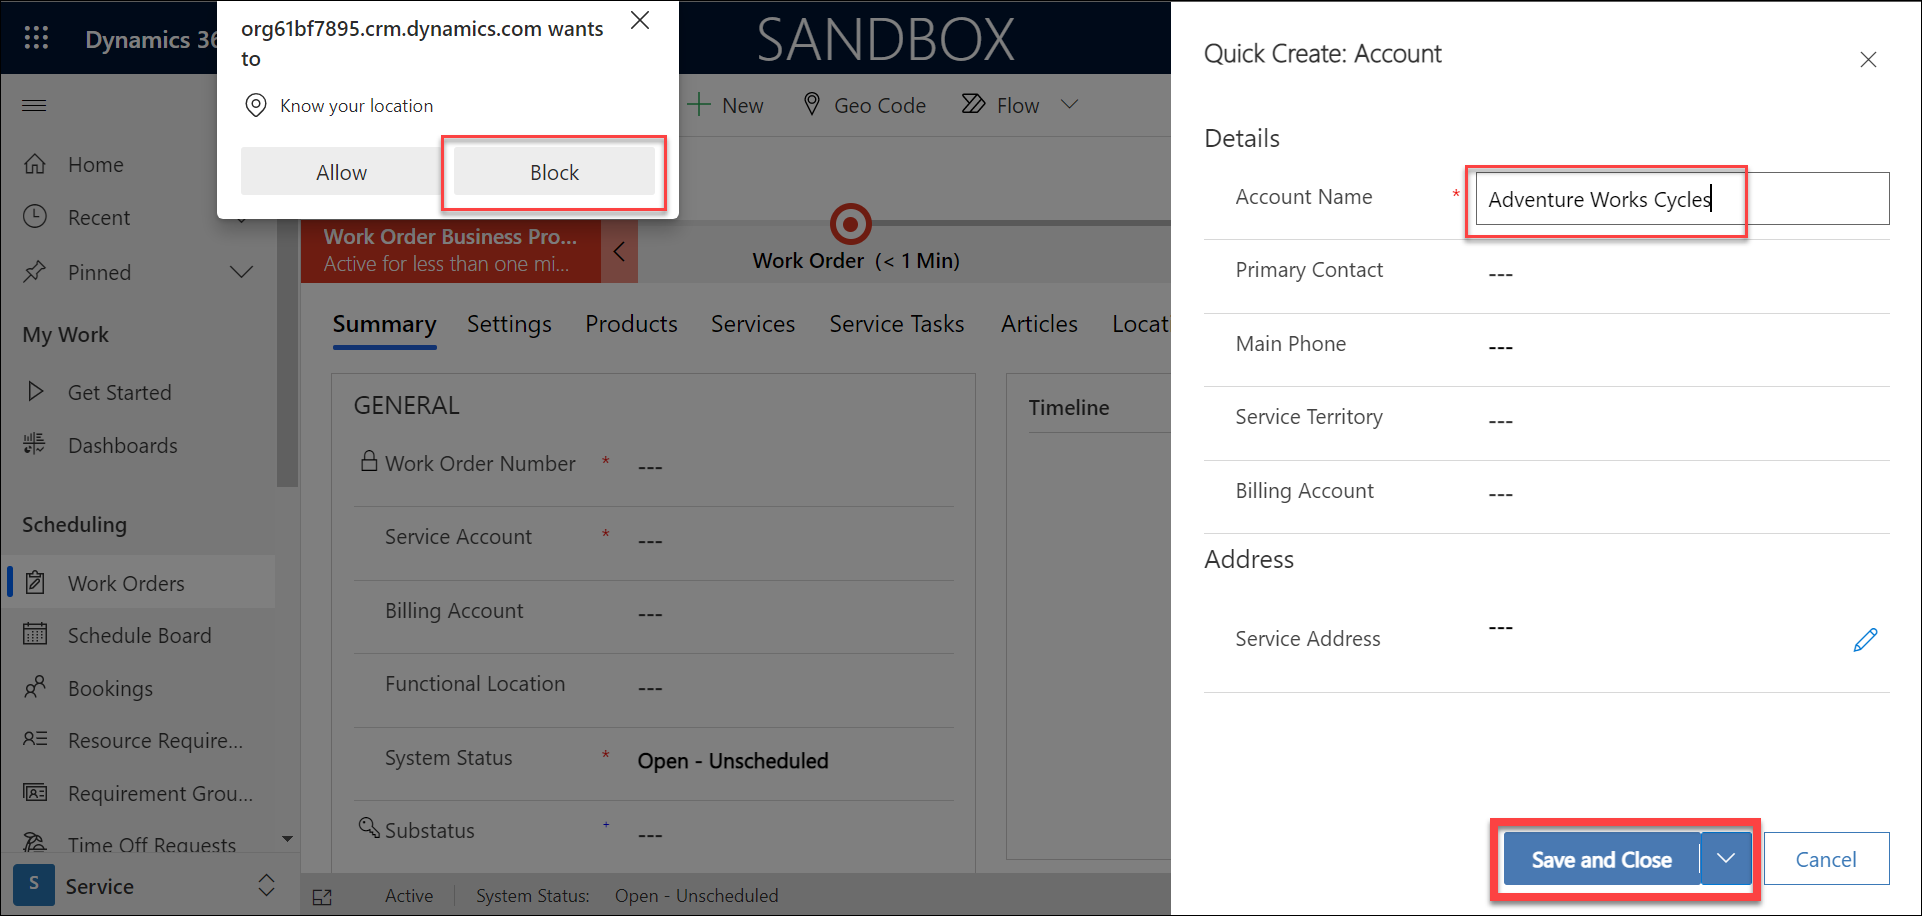 Dynamics 36
SANDBOX
org61bf7895.crm.dynamics.com wants
to
Know your location
Allow
Block
New
Geo Code
Flow
Home
Recent
Pinned
My Work
Get Started
Dashboards
Scheduling
Work Orders
Schedule Board
Bookings
Resource Require...
Requirement Grou...
Time Off Requests
S
Service
Work Order Business Pro...
Active for less than one mi...
Work Order (< 1 Min)
Summary
Settings
Products
Services
Service Tasks
Articles
Locat
GENERAL
Work Order Number * ---
Service Account * ---
Billing Account ---
Functional Location ---
System Status * Open - Unscheduled
Substatus + ---
Timeline
Active
System Status: Open - Unscheduled
Quick Create: Account
Details
Account Name * Adventure Works Cycles
Primary Contact ---
Main Phone ---
Service Territory ---
Billing Account ---
Address
Service Address ---
Save and Close
Cancel